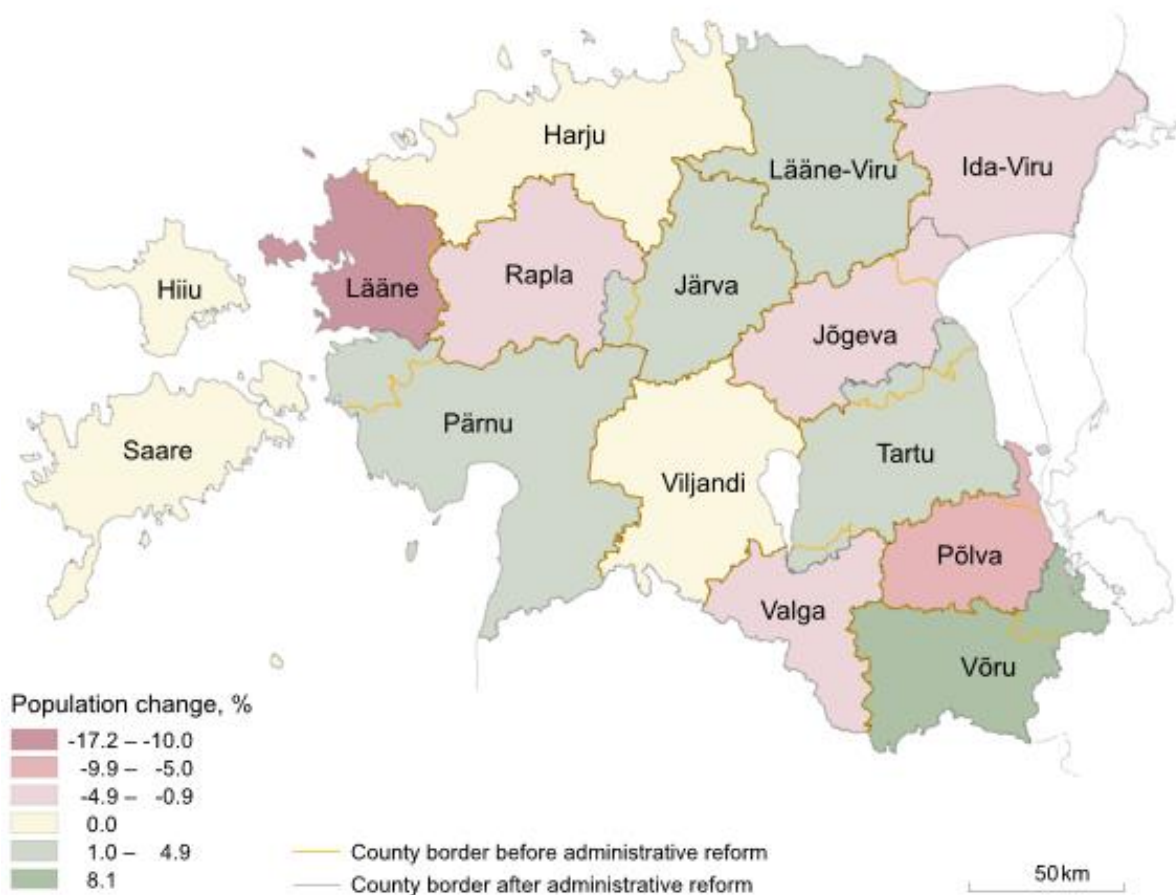 Harju
Lääne-Viru
Ida-Viru
Hiiu
Lääne
Rapla
Järva
Jõgeva
Saare
Pärnu
Viljandi
Tartu
Põlva
Valga
Võru
Population change, %
-17.2 – -10.0
-9.9 – -5.0
-4.9 – -0.9
0.0
1.0 – 4.9
8.1
County border before administrative reform
County border after administrative reform
50 km